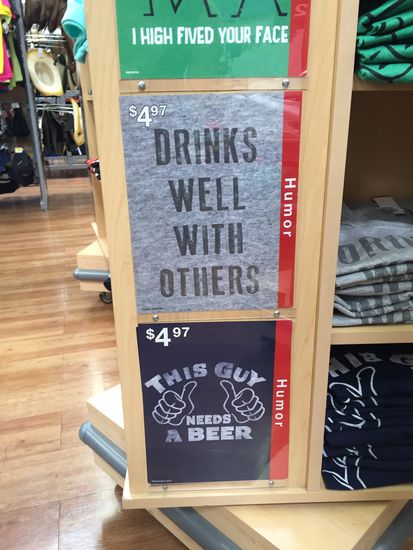 I HIGH FIVED YOUR FACE
$4.97
DRINKS
WELL
WITH
OTHERS
Humor
$4.97
THIS GUY
NEEDS
A BEER
Humor